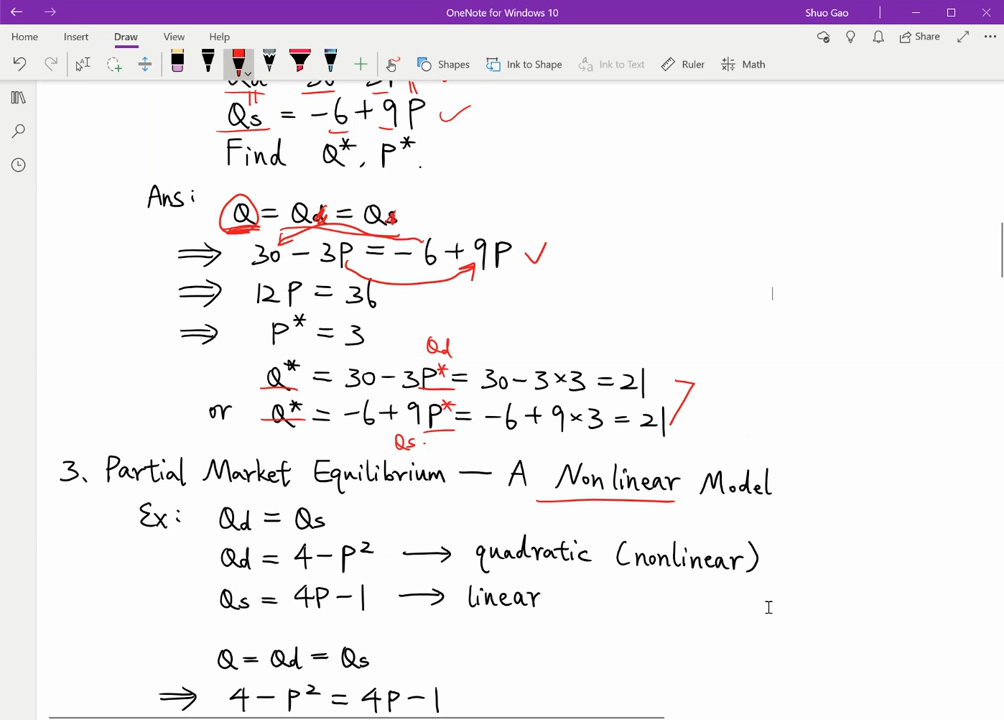 OneNote for Windows 10
Shuo Gao
Home Insert Draw View Help
Share
Shapes Ink to Shape Ink to Text Ruler Math
Qs = -6 + 9P ✓
Find Q*, P*.
Ans:
Q = Qd = Qs
⇒ 30 - 3P = -6 + 9P ✓
⇒ 12P = 36
⇒ P* = 3
Qd
Q* = 30 - 3P* = 30 - 3×3 = 21
or Q* = -6 + 9P* = -6 + 9×3 = 21
Qs.
3、Partial Market Equilibrium — A Nonlinear Model
Ex: Qd = Qs
Qd = 4 - P² → quadratic (nonlinear)
Qs = 4P - 1 → linear
Q = Qd = Qs
⇒ 4 - P² = 4P - 1